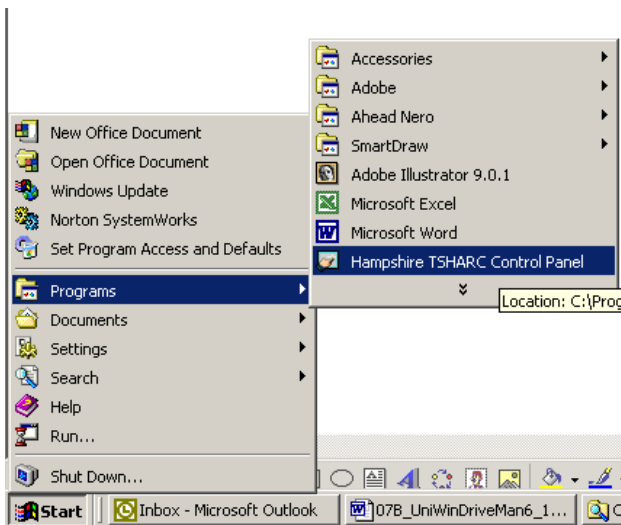 Accessories
Adobe
Ahead Nero
SmartDraw
Adobe Illustrator 9.0.1
Microsoft Excel
Microsoft Word
Hampshire TSHARC Control Panel
Location: C:\Prog
New Office Document
Open Office Document
Windows Update
Norton SystemWorks
Set Program Access and Defaults
Programs
Documents
Settings
Search
Help
Run...
Shut Down...
Start
Inbox - Microsoft Outlook
07B_UniWinDriveMan6_1...